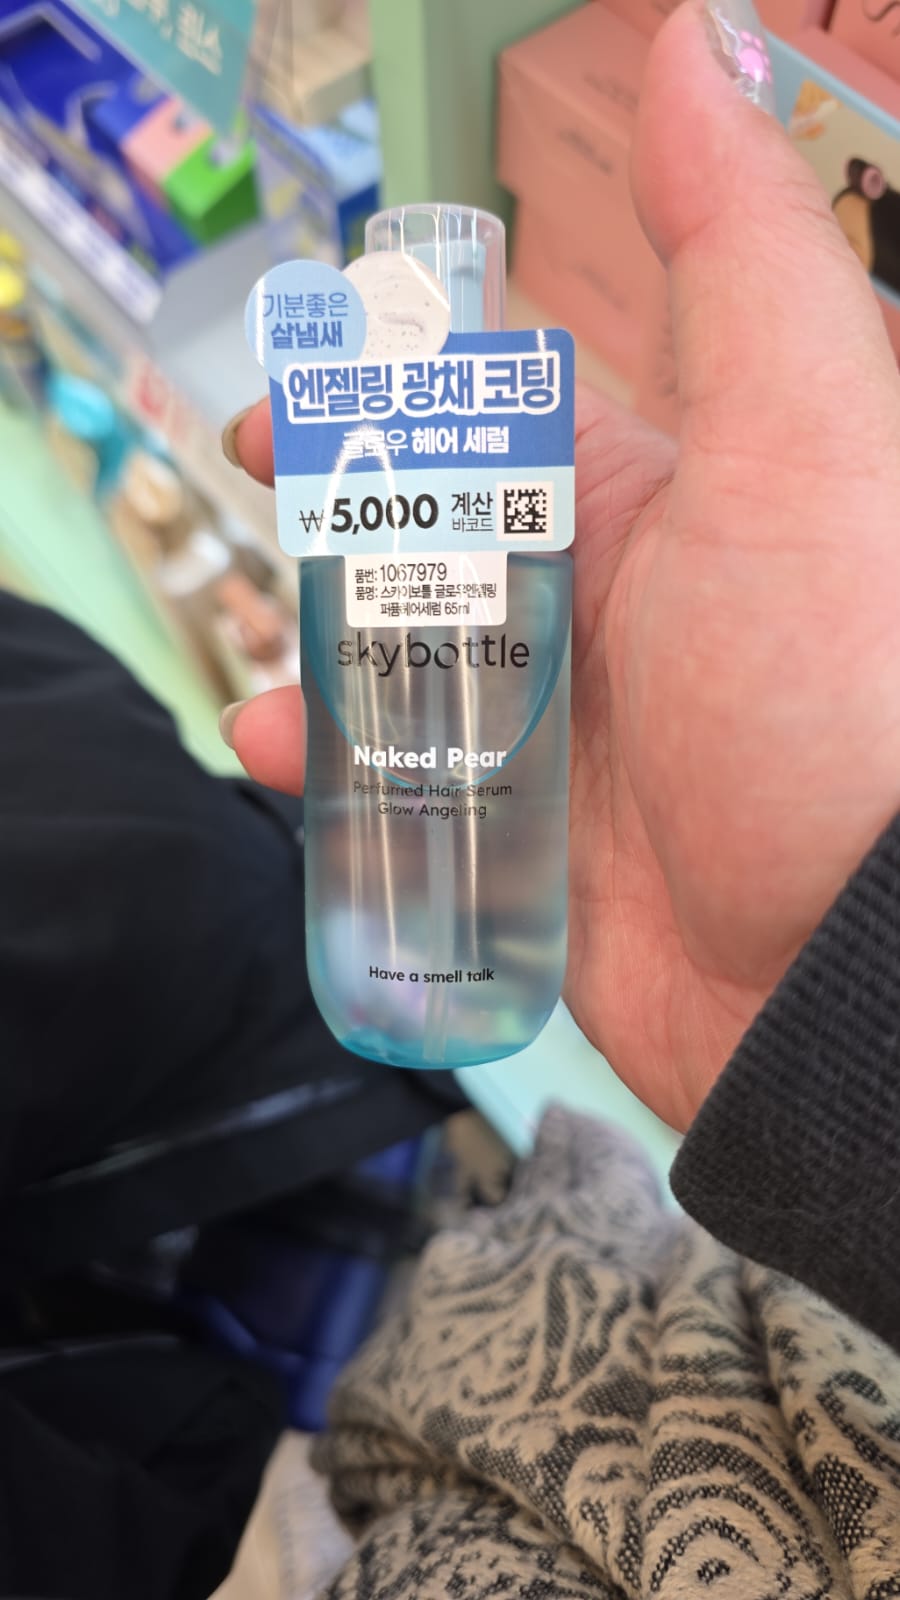 기분좋은
살냄새
엔젤링 광채 코팅
글로우 헤어 세럼
₩5,000 계산
바코드
품번: 1067979
품명: 스카이보틀 글로우엔젤링
퍼퓸헤어세럼 65ml
skybottle
Naked Pear
Perfumed Hair Serum
Glow Angeling
Have a smell talk